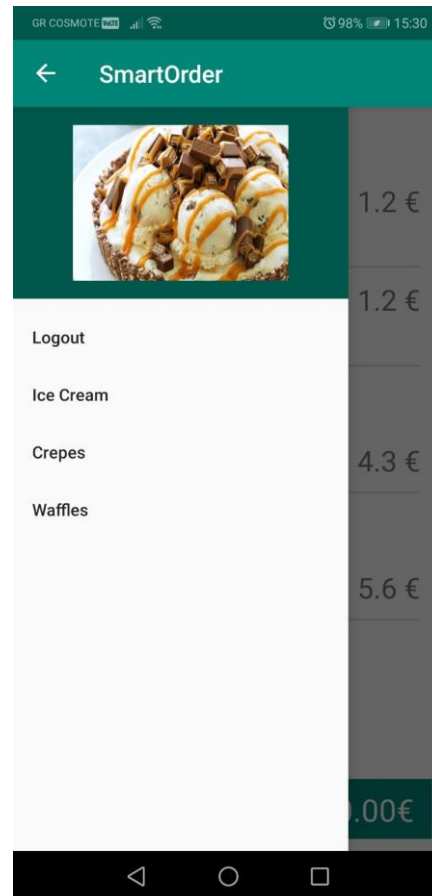 GR COSMOTE VoLTE 98% 15:30
SmartOrder
1.2 €
1.2 €
Logout
Ice Cream
Crepes
4.3 €
Waffles
5.6 €
.00€